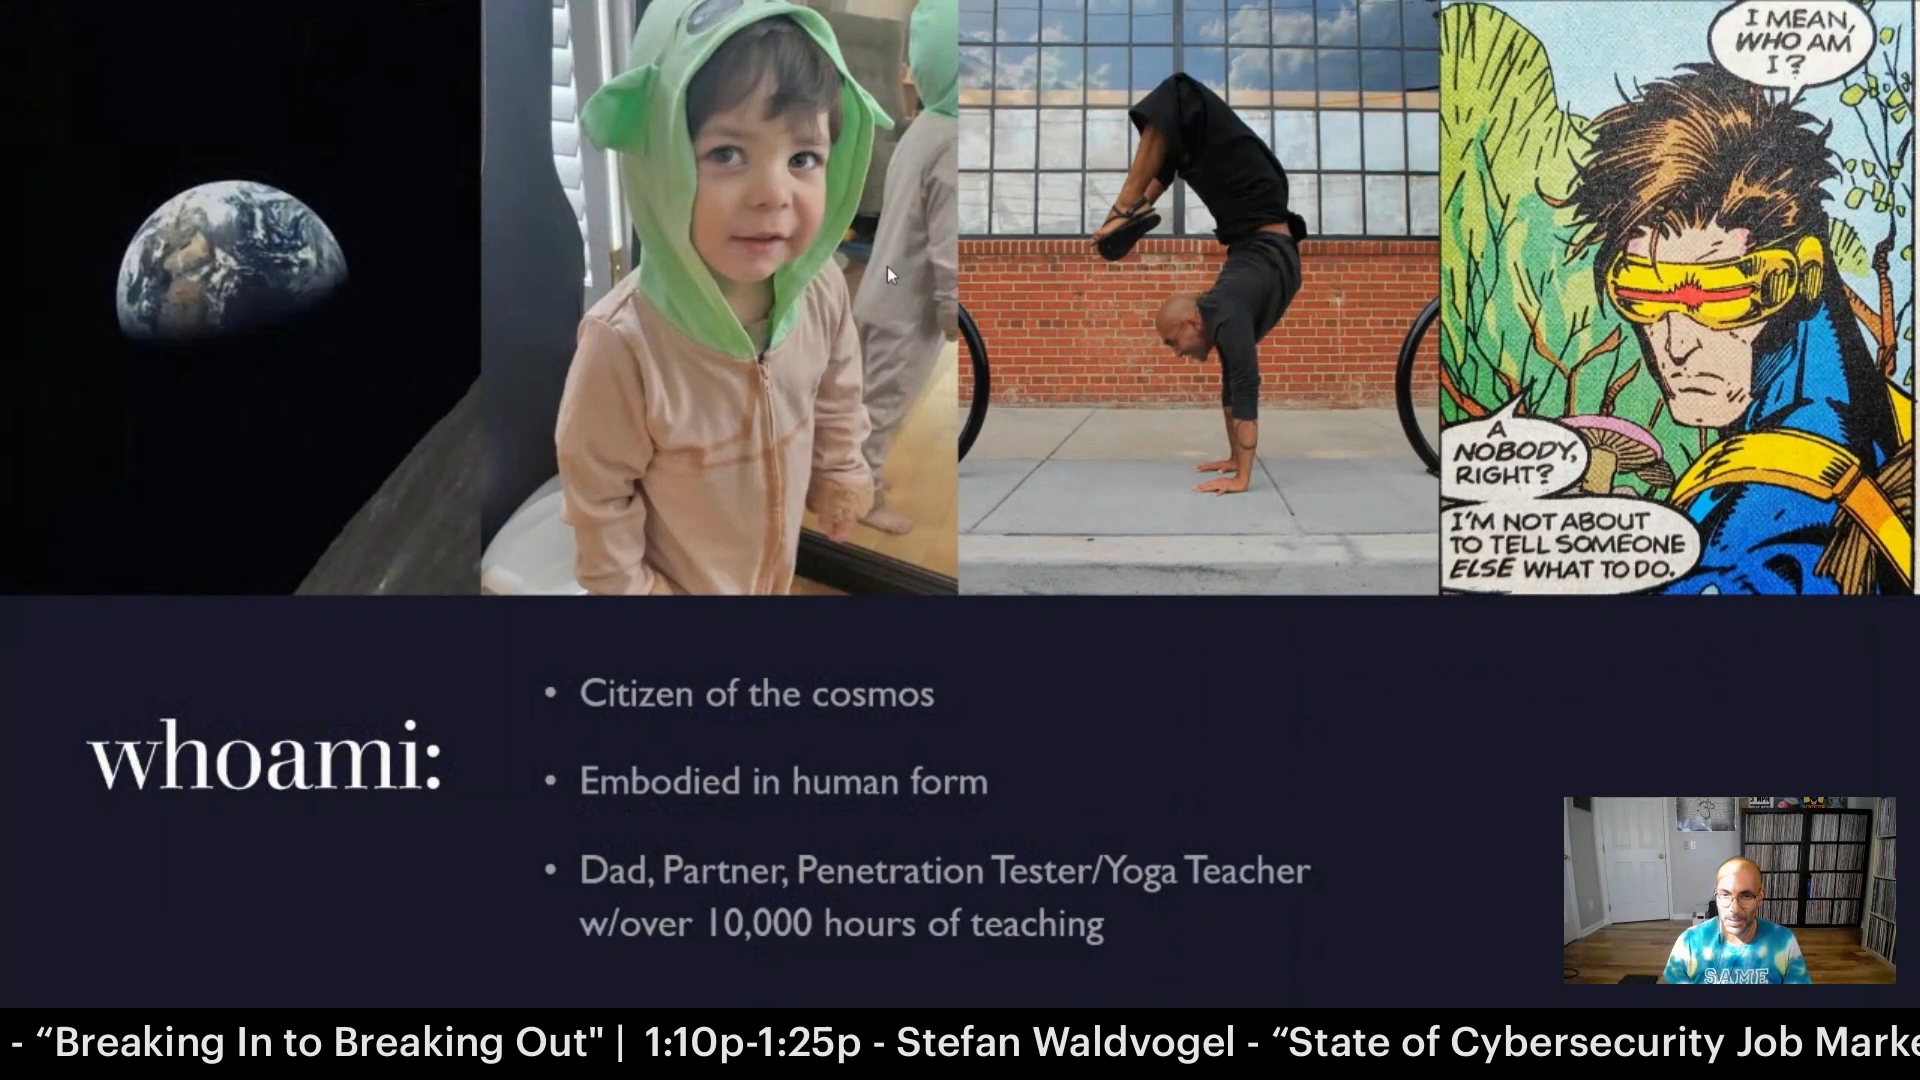 I MEAN,
WHO AM
I?
A
NOBODY,
RIGHT?
I'M NOT ABOUT
TO TELL SOMEONE
ELSE WHAT TO DO.
whoami:
• Citizen of the cosmos
• Embodied in human form
• Dad, Partner, Penetration Tester/Yoga Teacher
w/over 10,000 hours of teaching
SAME
- “Breaking In to Breaking Out" | 1:10p-1:25p - Stefan Waldvogel - “State of Cybersecurity Job Marke